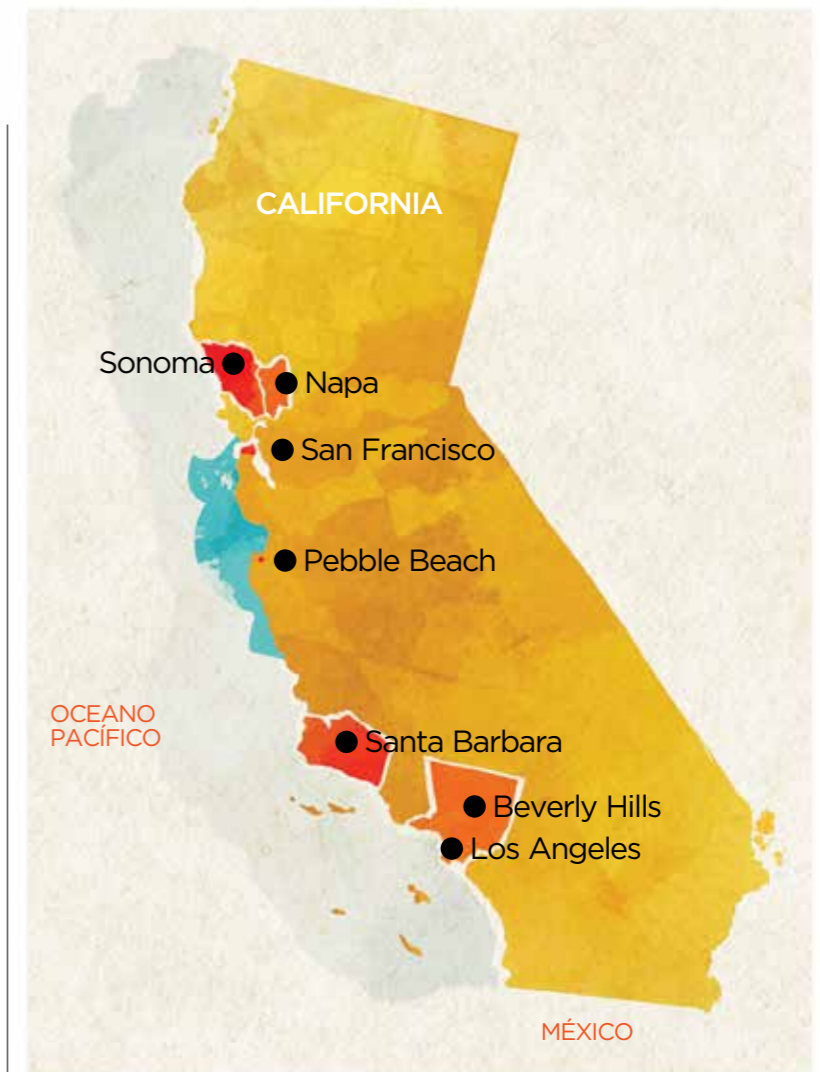 CALIFORNIA
Sonoma
Napa
San Francisco
Pebble Beach
OCEANO
PACÍFICO
Santa Barbara
Beverly Hills
Los Angeles
MÉXICO